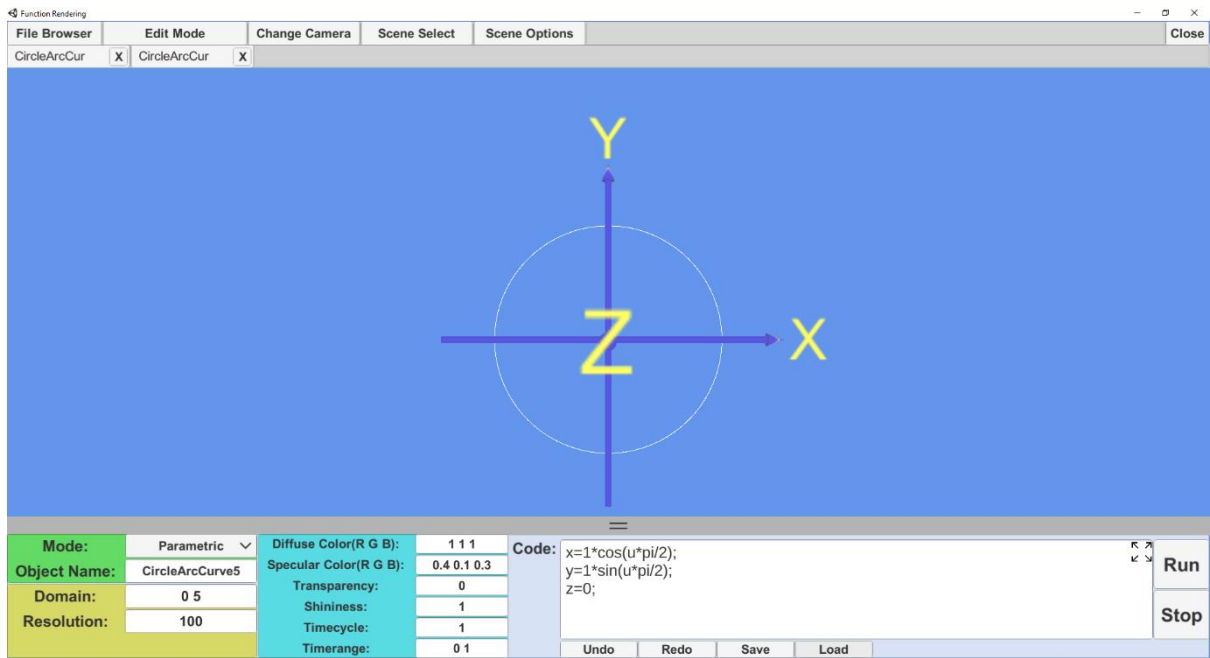 Function Rendering
File Browser Edit Mode Change Camera Scene Select Scene Options Close
CircleArcCur X CircleArcCur X
Y
Z
X
Mode: Parametric
Object Name: CircleArcCurve5
Domain: 0 5
Resolution: 100
Diffuse Color(R G B): 1 1 1
Specular Color(R G B): 0.4 0.1 0.3
Transparency: 0
Shininess: 1
Timecycle: 1
Timerange: 0 1
Code:
x=1*cos(u*pi/2);
y=1*sin(u*pi/2);
z=0;
Undo Redo Save Load
Run
Stop